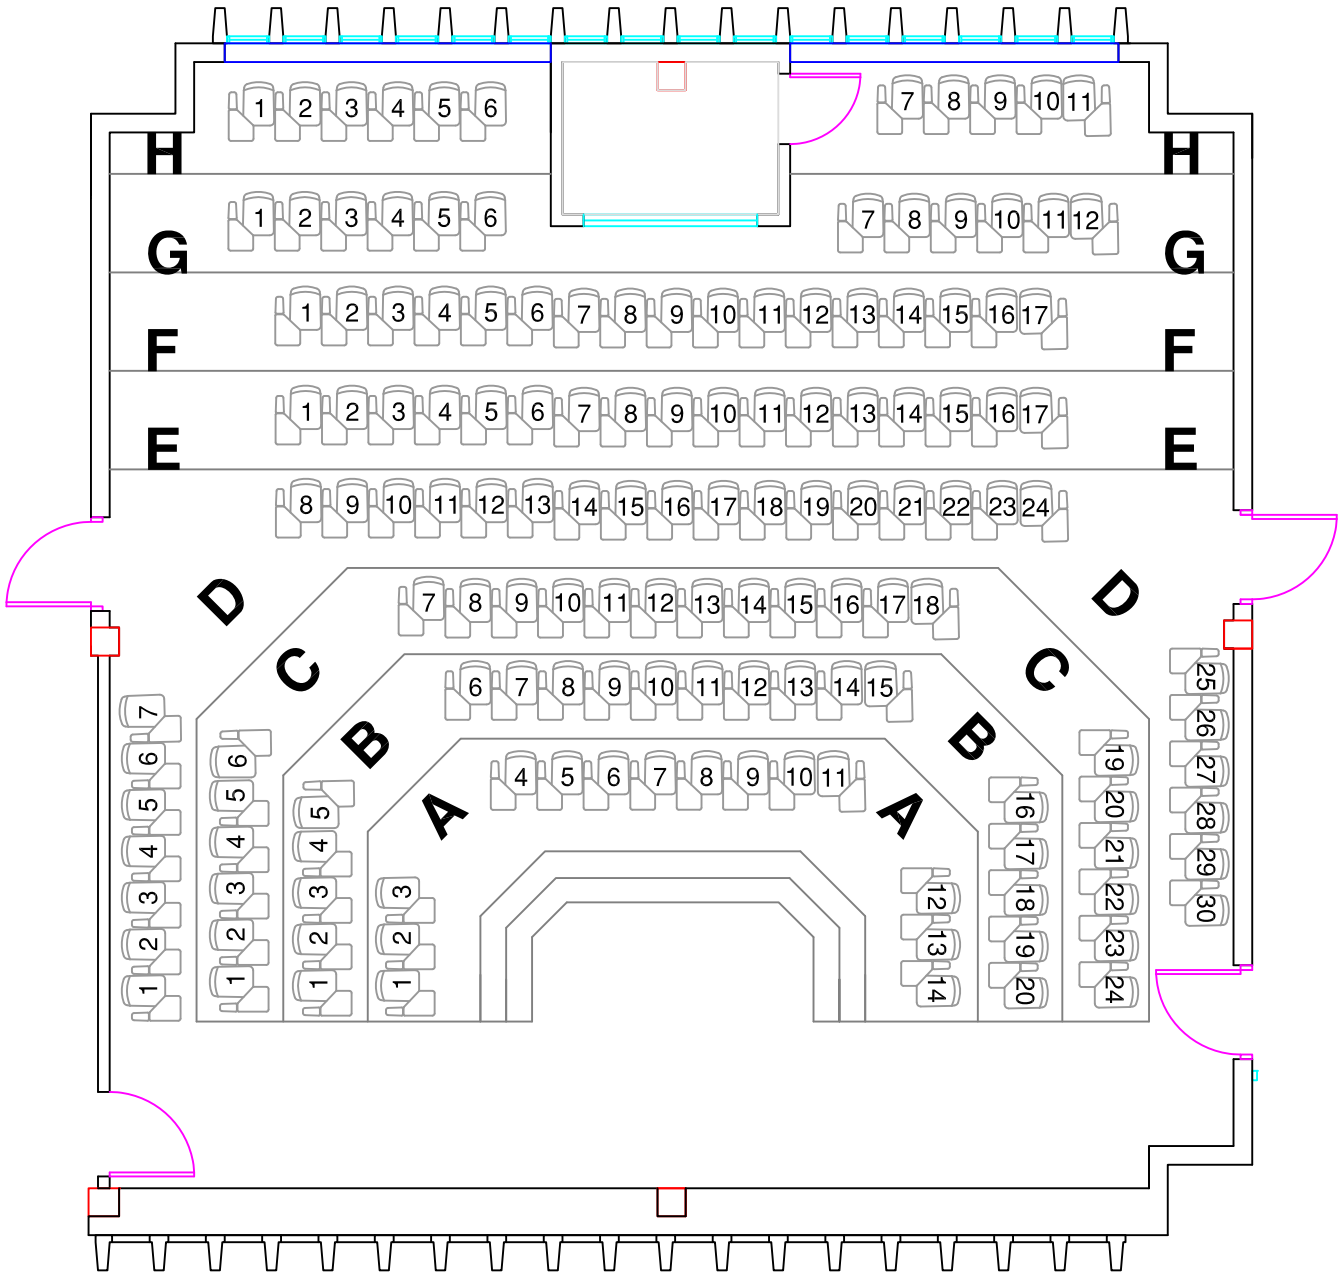 1 2 3 4 5 6 7 8 9 10 11
H H
1 2 3 4 5 6 7 8 9 10 11 12
G G
1 2 3 4 5 6 7 8 9 10 11 12 13 14 15 16 17
F F
1 2 3 4 5 6 7 8 9 10 11 12 13 14 15 16 17
E E
8 9 10 11 12 13 14 15 16 17 18 19 20 21 22 23 24
D D
7 6 5 4 3 2 1
25 26 27 28 29 30
7 8 9 10 11 12 13 14 15 16 17 18
C C
6 5 4 3 2 1
19 20 21 22 23 24
6 7 8 9 10 11 12 13 14 15
B B
5 4 3 2 1
16 17 18 19 20
4 5 6 7 8 9 10 11
A A
3 2 1
12 13 14